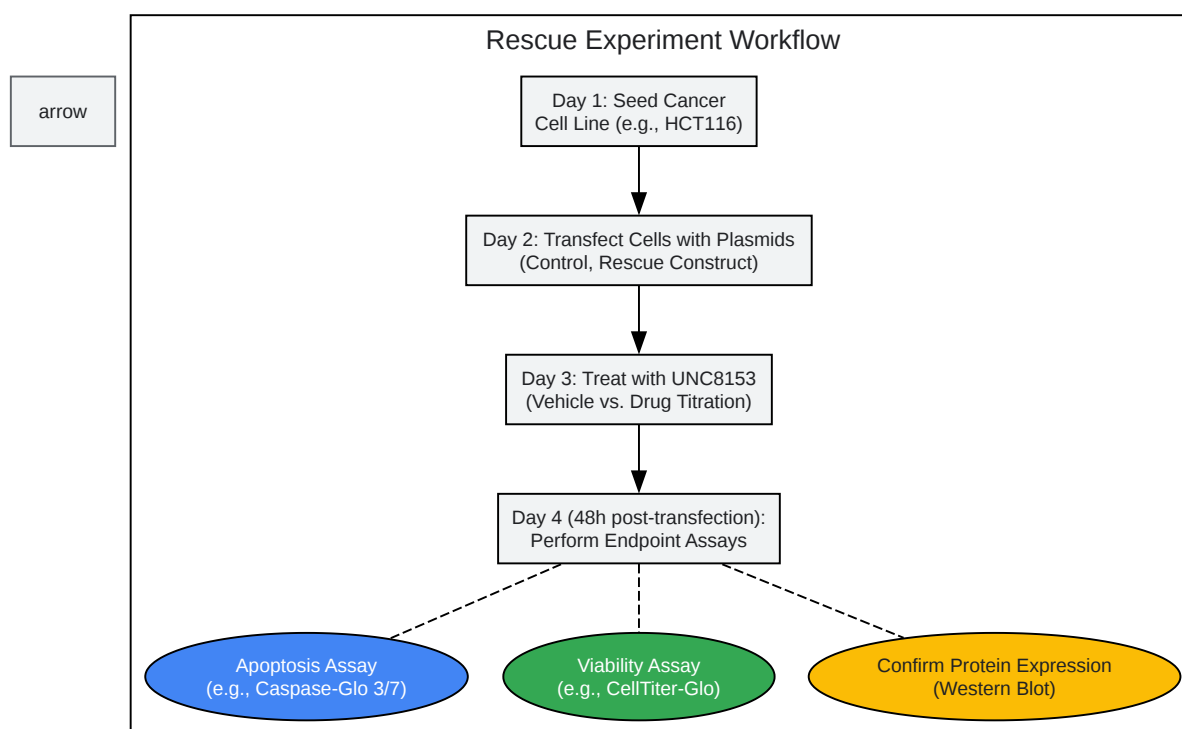 Rescue Experiment Workflow
arrow
Day 1: Seed Cancer
Cell Line (e.g., HCT116)
Day 2: Transfect Cells with Plasmids
(Control, Rescue Construct)
Day 3: Treat with UNC8153
(Vehicle vs. Drug Titration)
Day 4 (48h post-transfection):
Perform Endpoint Assays
Apoptosis Assay
(e.g., Caspase-Glo 3/7)
Viability Assay
(e.g., CellTiter-Glo)
Confirm Protein Expression
(Western Blot)